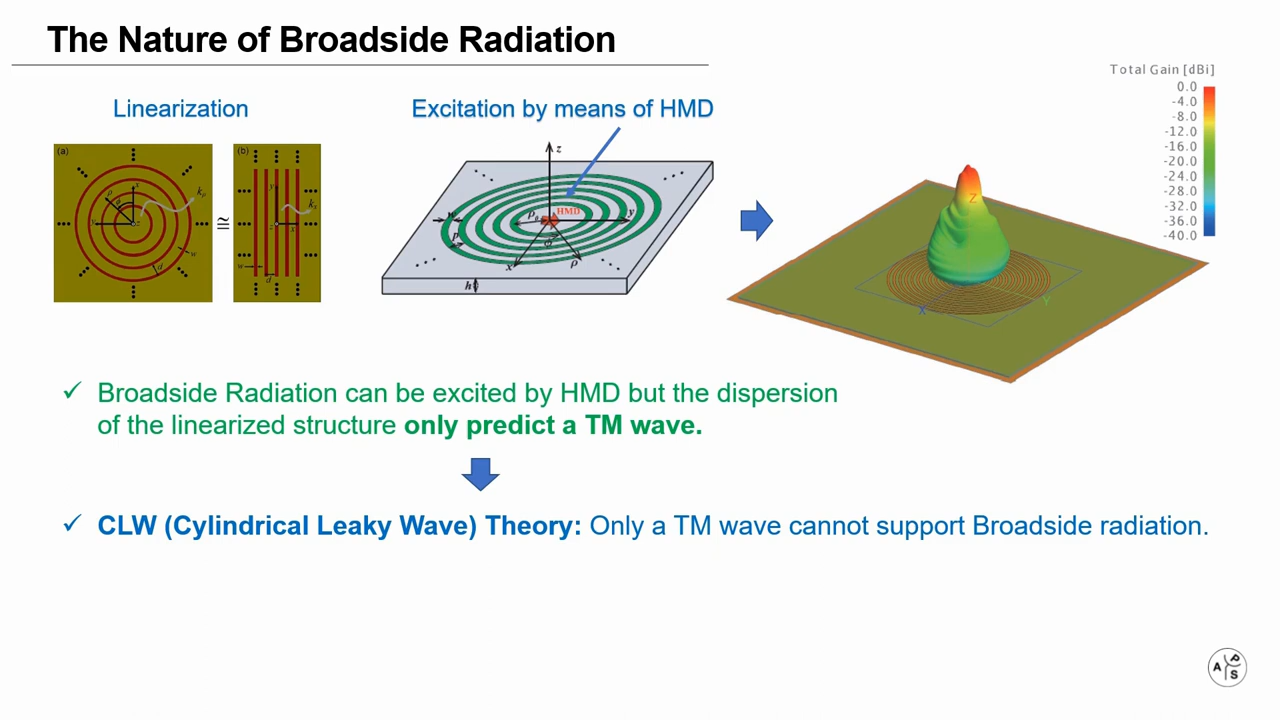 The Nature of Broadside Radiation
Linearization
Excitation by means of HMD
Total Gain [dBi]
0.0
-4.0
-8.0
-12.0
-16.0
-20.0
-24.0
-28.0
-32.0
-36.0
-40.0
(a)
ρ
x
ϕ
y
z
kρ
w
d
≅
(b)
y
z
x
kx
w
d
z
w
ρ0
HMD
y
p
ϕ
x
ρ
h
Z
X
Y
✓ Broadside Radiation can be excited by HMD but the dispersion
of the linearized structure only predict a TM wave.
✓ CLW (Cylindrical Leaky Wave) Theory: Only a TM wave cannot support Broadside radiation.
A P S